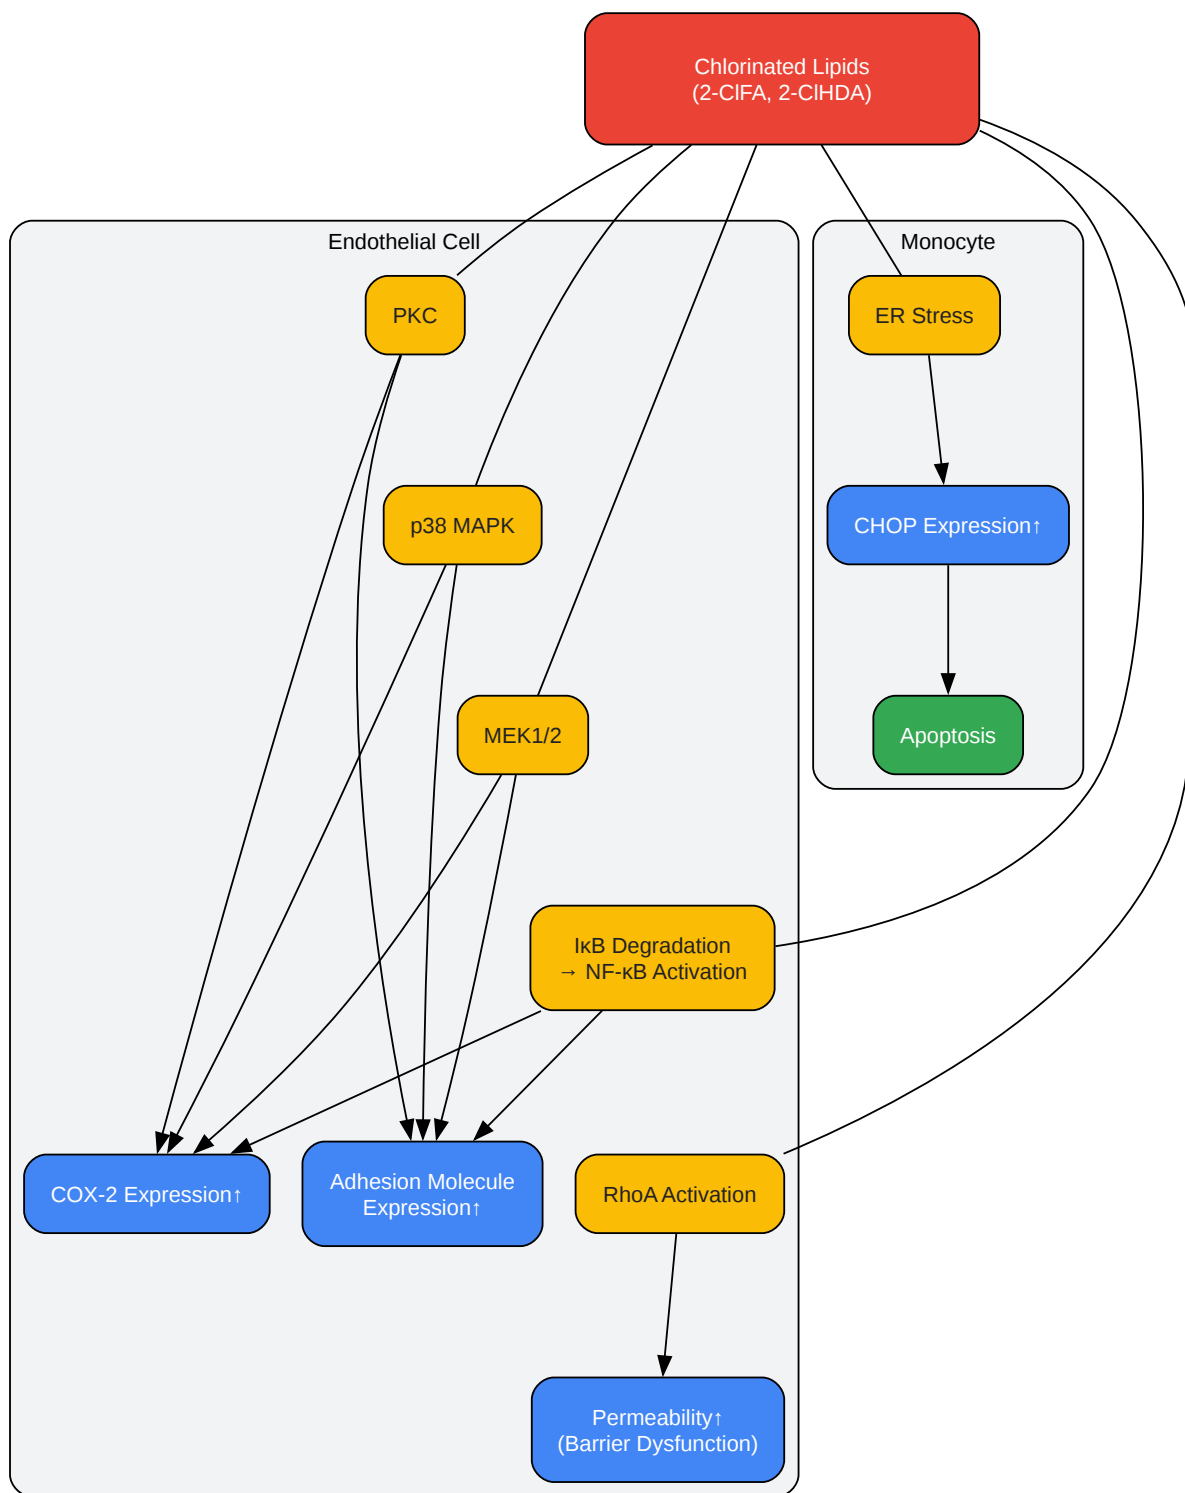 Chlorinated Lipids
(2-ClFA, 2-ClHDA)
Endothelial Cell
Monocyte
PKC
ER Stress
p38 MAPK
CHOP Expression↑
MEK1/2
Apoptosis
IκB Degradation
→ NF-κB Activation
COX-2 Expression↑
Adhesion Molecule
Expression↑
RhoA Activation
Permeability↑
(Barrier Dysfunction)